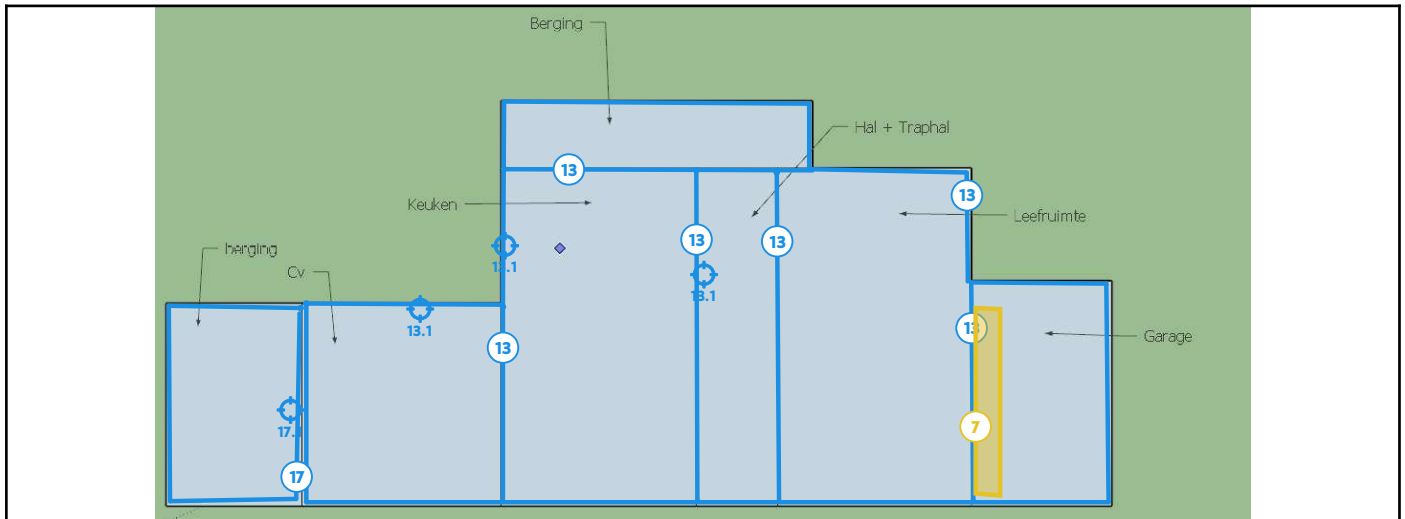 Berging
Hal + Traphal
13
Keuken
13
Leefruimte
13
13
berging
13.1
Cv
13.1
13.1
13
13
Garage
17.1
7
17